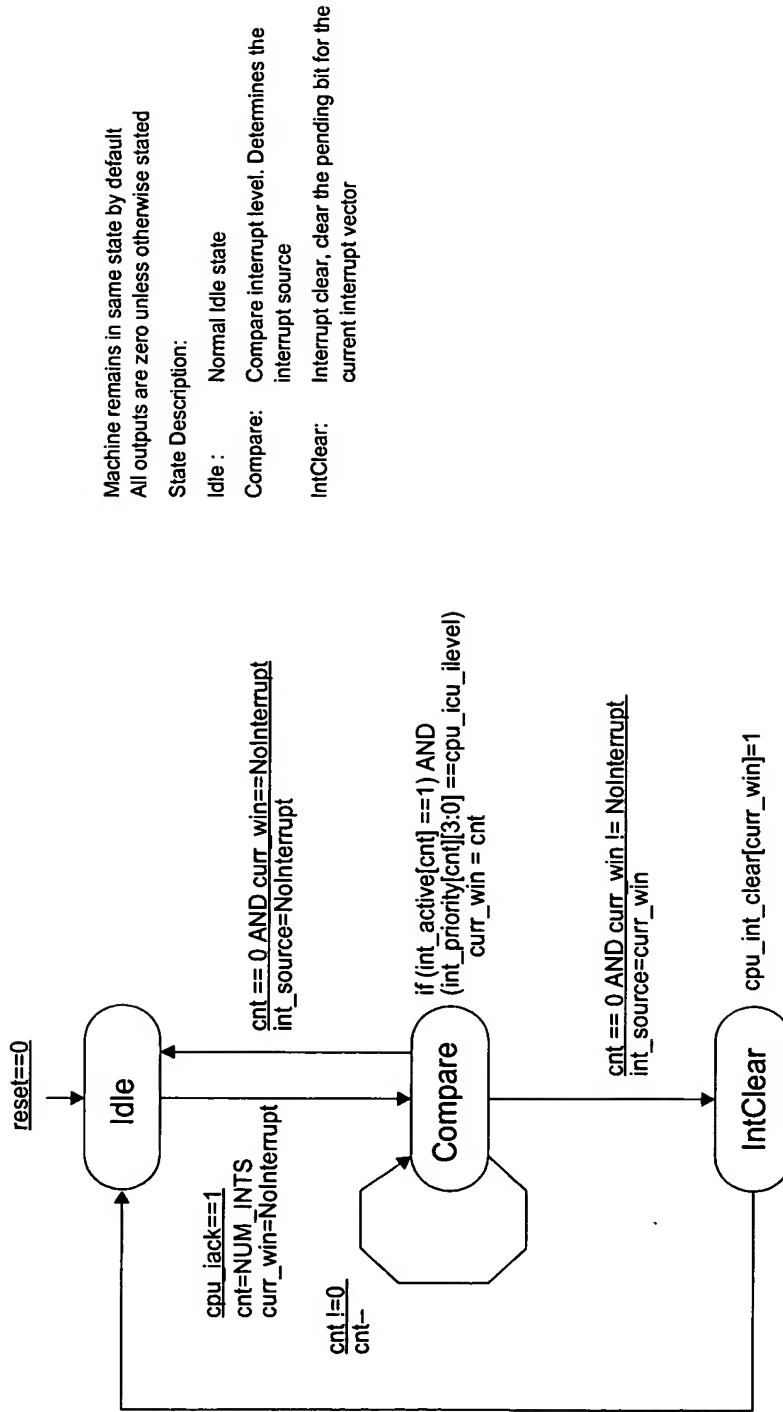 reset==0
Idle
cpu_iack==1
cnt=NUM_INTS
curr_win=NoInterrupt
cnt == 0 AND curr_win==NoInterrupt
int_source=NoInterrupt
cnt !=0
cnt--
Compare
if (int_active[cnt] ==1) AND
(int_priority[cnt][3:0] ==cpu_icu_ilevel)
curr_win = cnt
cnt == 0 AND curr_win != NoInterrupt
int_source=curr_win
IntClear
cpu_int_clear[curr_win]=1
Machine remains in same state by default
All outputs are zero unless otherwise stated
State Description:
Idle : Normal Idle state
Compare: Compare interrupt level. Determines the
interrupt source
IntClear: Interrupt clear, clear the pending bit for the
current interrupt vector